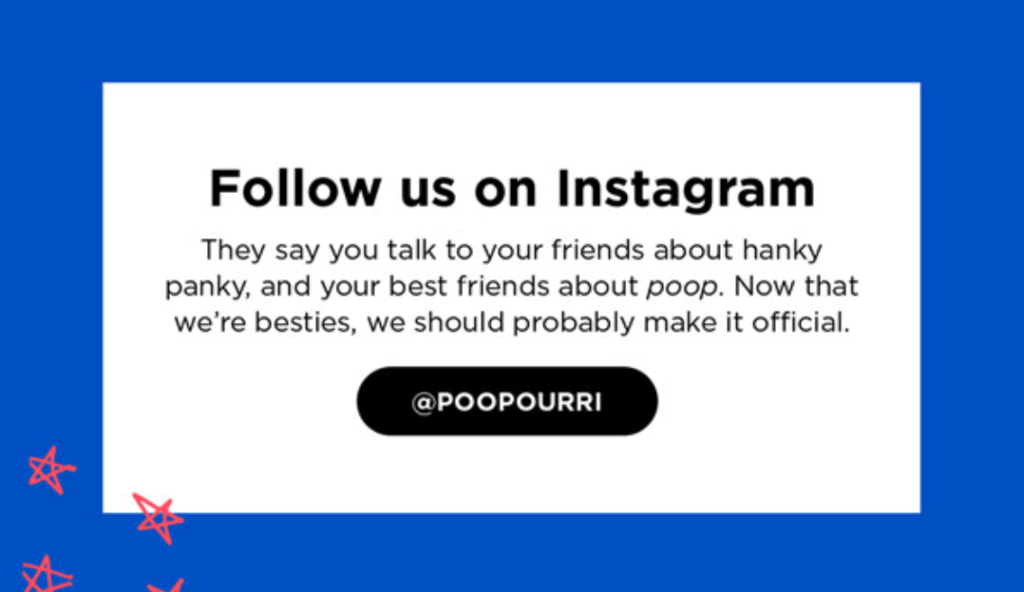 Follow us on Instagram
They say you talk to your friends about hanky
panky, and your best friends about poop. Now that
we’re besties, we should probably make it official.
@POOPOURRI